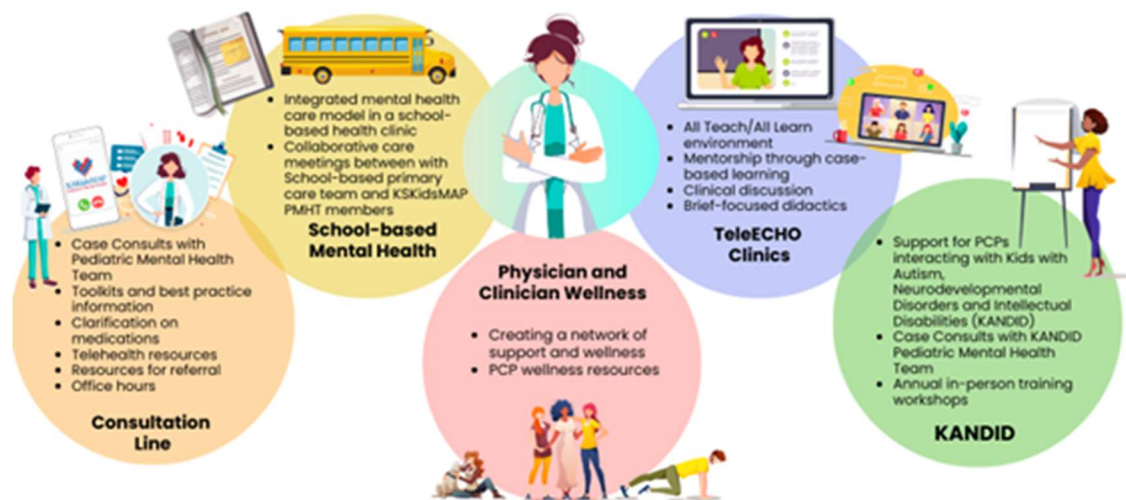 Case Consults with
Pediatric Mental Health
Team
Toolkits and best practice
information
Clarification on
medications
Telehealth resources
Resources for referral
Office hours
Consultation
Line
Integrated mental health
care model in a school-
based health clinic
Collaborative care
meetings between with
School-based primary
care team and KSKidsMAP
PMHT members
School-based
Mental Health
Physician and
Clinician Wellness
Creating a network of
support and wellness
PCP wellness resources
All Teach/All Learn
environment
Mentorship through case-
based learning
Clinical discussion
Brief-focused didactics
TeleECHO
Clinics
Support for PCPs
interacting with Kids with
Autism,
Neurodevelopmental
Disorders and Intellectual
Disabilities (KANDID)
Case Consults with KANDID
Pediatric Mental Health
Team
Annual in-person training
workshops
KANDID